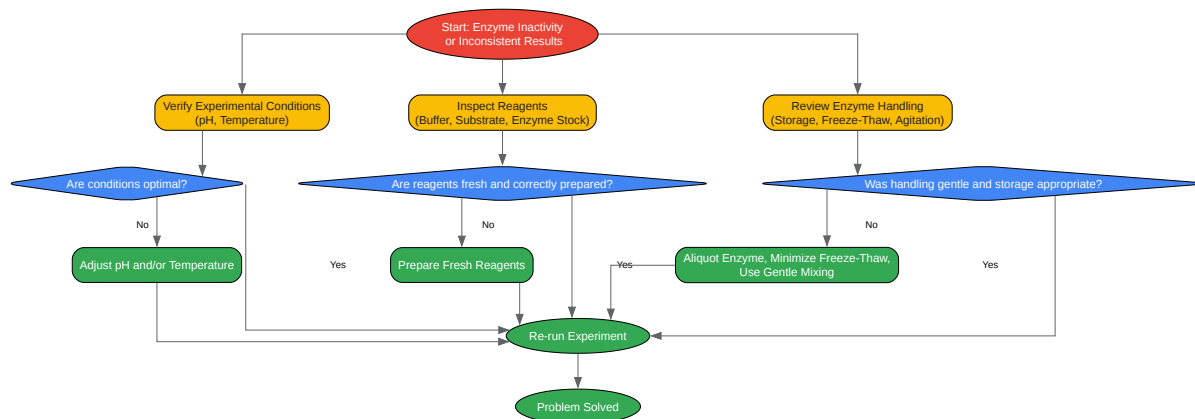 Start: Enzyme Inactivity
or Inconsistent Results
Verify Experimental Conditions
(pH, Temperature)
Inspect Reagents
(Buffer, Substrate, Enzyme Stock)
Review Enzyme Handling
(Storage, Freeze-Thaw, Agitation)
Are conditions optimal?
Are reagents fresh and correctly prepared?
Was handling gentle and storage appropriate?
No
No
No
Adjust pH and/or Temperature
Yes
Prepare Fresh Reagents
Yes
Aliquot Enzyme, Minimize Freeze-Thaw,
Use Gentle Mixing
Yes
Re-run Experiment
Problem Solved